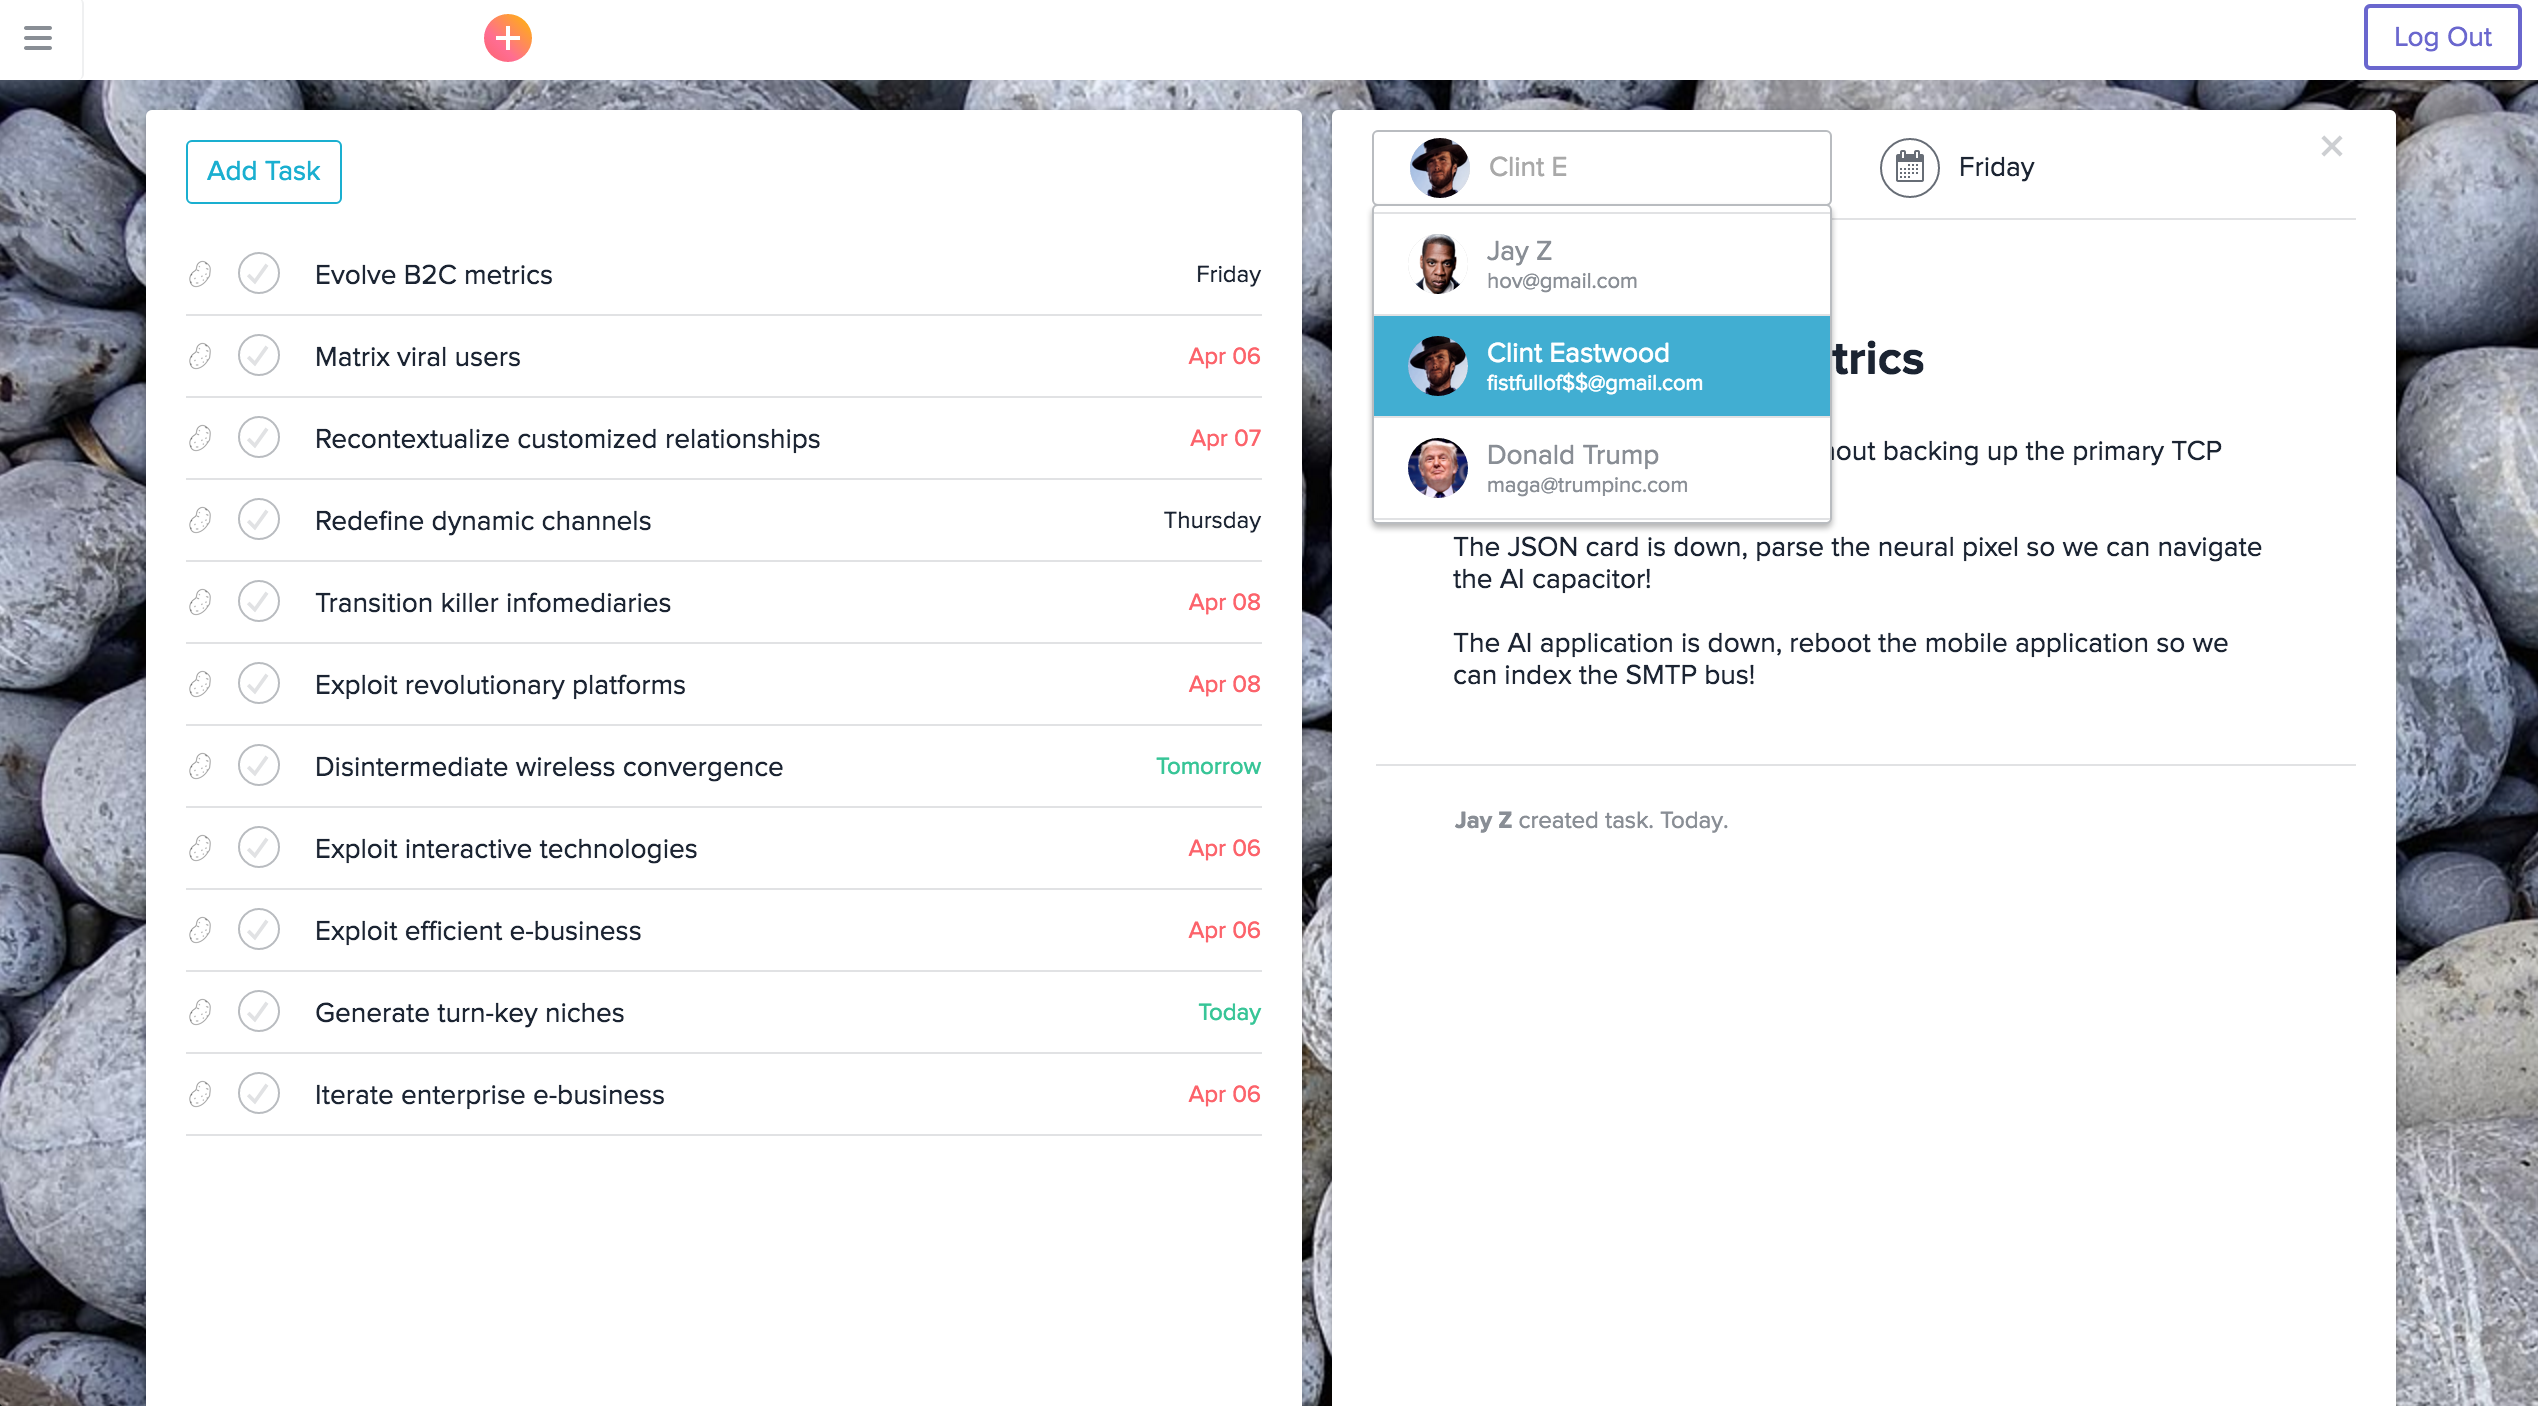 Log Out
Add Task
Evolve B2C metrics
Friday
Matrix viral users
Apr 06
Recontextualize customized relationships
Apr 07
Redefine dynamic channels
Thursday
Transition killer infomediaries
Apr 08
Exploit revolutionary platforms
Apr 08
Disintermediate wireless convergence
Tomorrow
Exploit interactive technologies
Apr 06
Exploit efficient e-business
Apr 06
Generate turn-key niches
Today
Iterate enterprise e-business
Apr 06
Clint E
Friday
Jay Z
hov@gmail.com
Clint Eastwood
fistfullof$$@gmail.com
Donald Trump
maga@trumpinc.com
trics
out backing up the primary TCP
The JSON card is down, parse the neural pixel so we can navigate
the AI capacitor!
The AI application is down, reboot the mobile application so we
can index the SMTP bus!
Jay Z created task. Today.